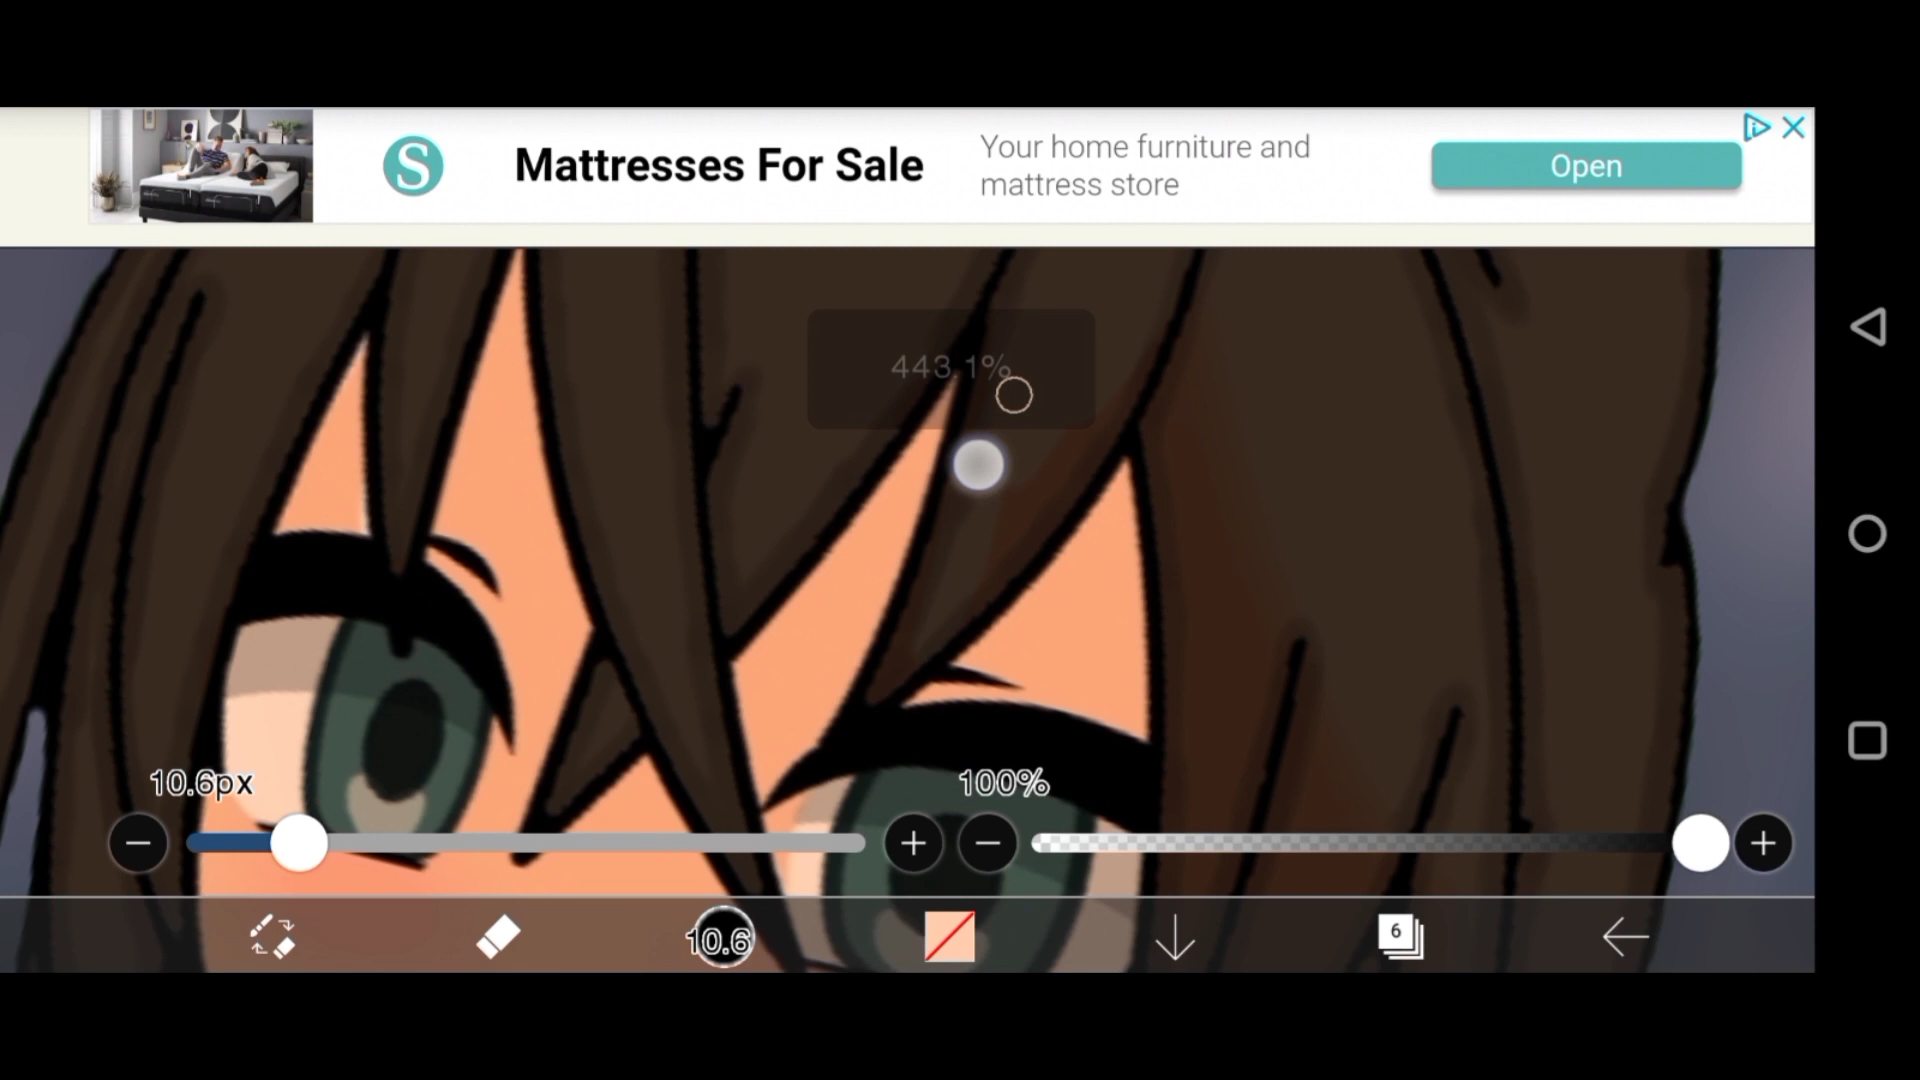 S
Mattresses For Sale
Your home furniture and
mattress store
Open
443.1%
10.6px
100%
10.6
6